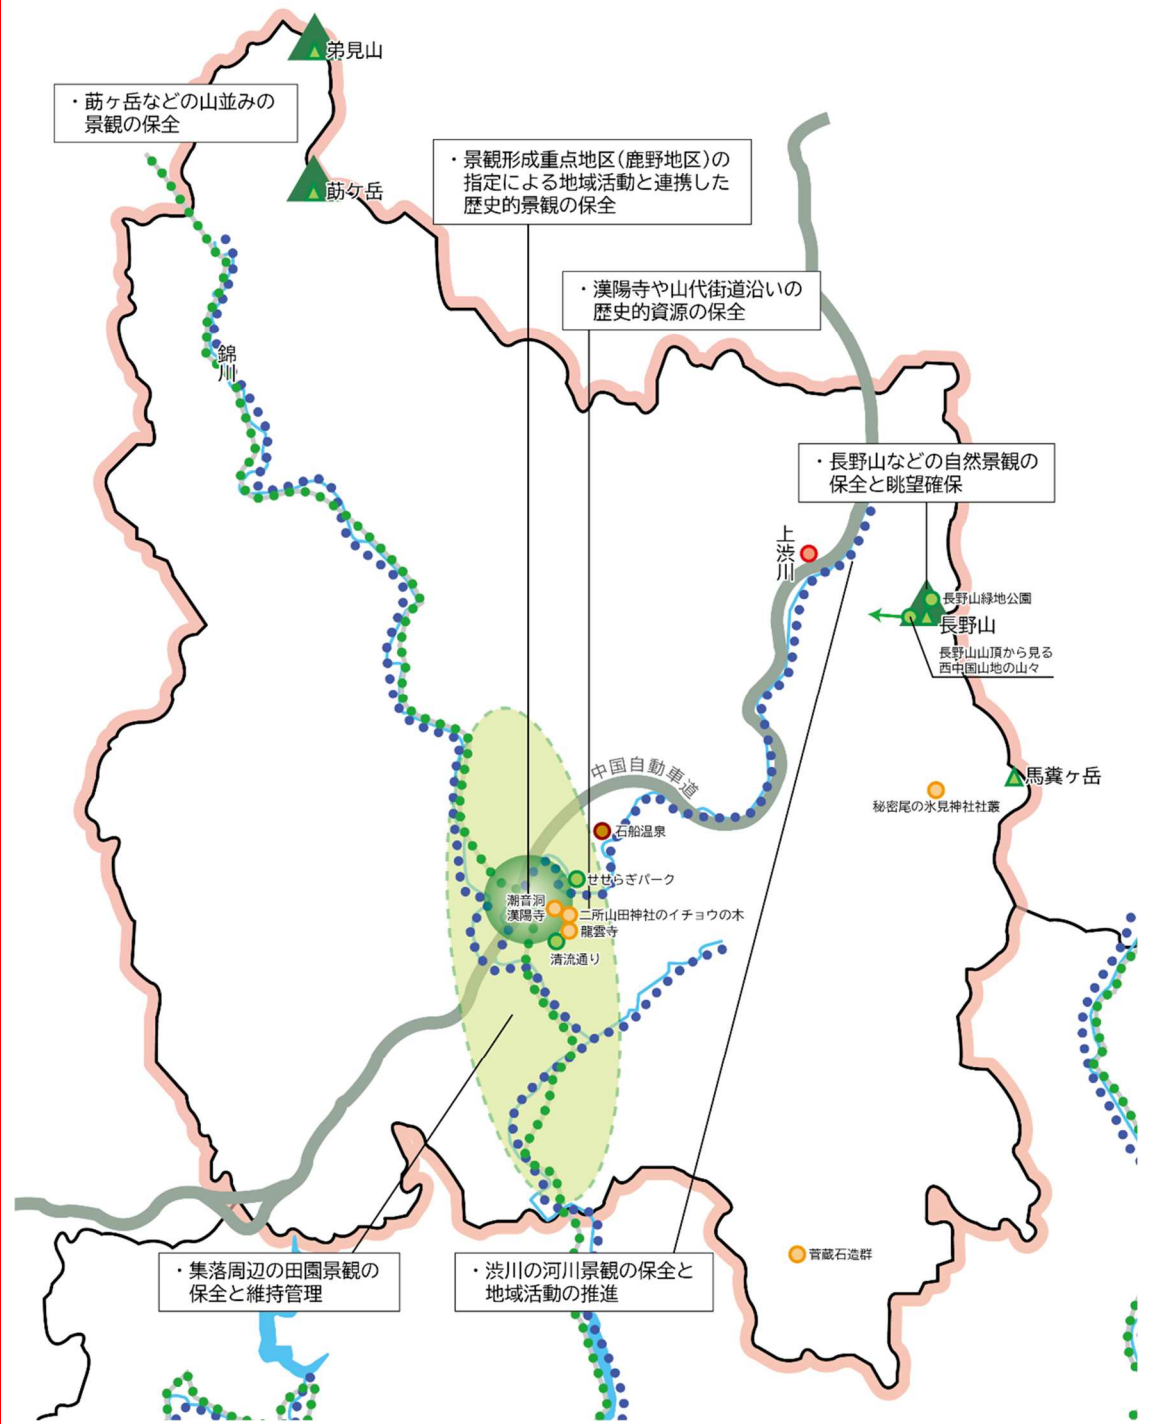 弟見山
・莇ヶ岳などの山並みの
景観の保全
・景観形成重点地区（鹿野地区）の
指定による地域活動と連携した
歴史的景観の保全
莇ケ岳
・漢陽寺や山代街道沿いの
歴史的資源の保全
錦川
・長野山などの自然景観の
保全と眺望確保
上渋川
長野山緑地公園
長野山
長野山山頂から見る
西中国山地の山々
中国自動車道
馬糞ヶ岳
秘密尾の氷見神社社叢
石船温泉
せせらぎパーク
潮音洞
漢陽寺
二所山田神社のイチョウの木
龍雲寺
清流通り
菅蔵石造群
・集落周辺の田園景観の
保全と維持管理
・渋川の河川景観の保全と
地域活動の推進